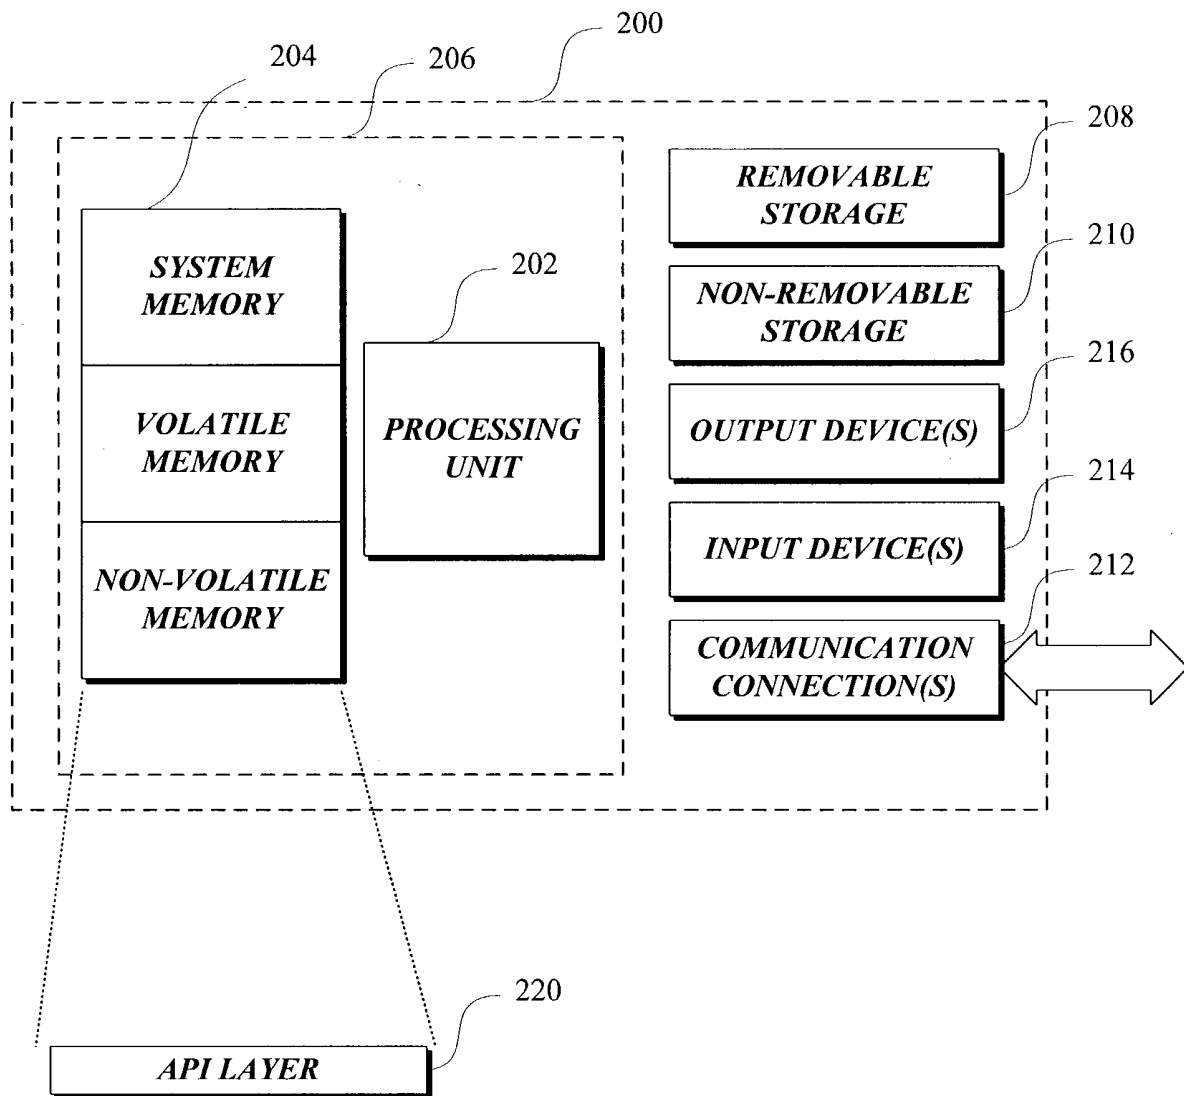 200
204
206
208
REMOVABLE
STORAGE
210
SYSTEM
MEMORY
202
NON-REMOVABLE
STORAGE
216
VOLATILE
MEMORY
PROCESSING
UNIT
OUTPUT DEVICE(S)
214
INPUT DEVICE(S)
212
NON-VOLATILE
MEMORY
COMMUNICATION
CONNECTION(S)
220
API LAYER